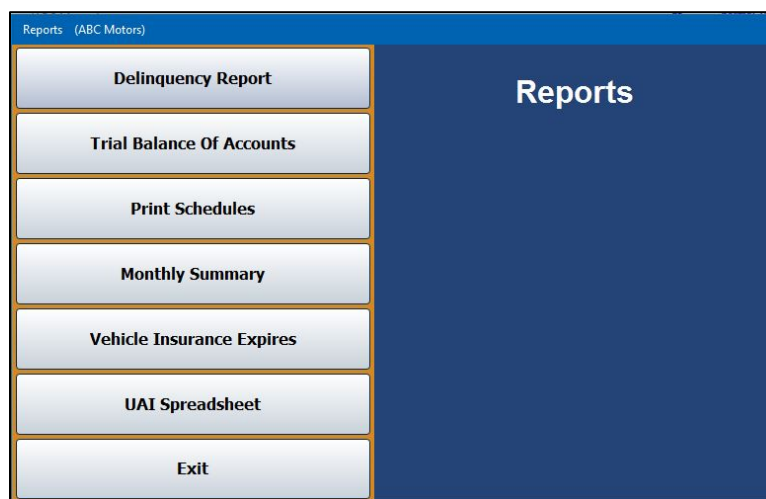 Reports (ABC Motors)
Delinquency Report
Reports
Trial Balance Of Accounts
Print Schedules
Monthly Summary
Vehicle Insurance Expires
UAI Spreadsheet
Exit